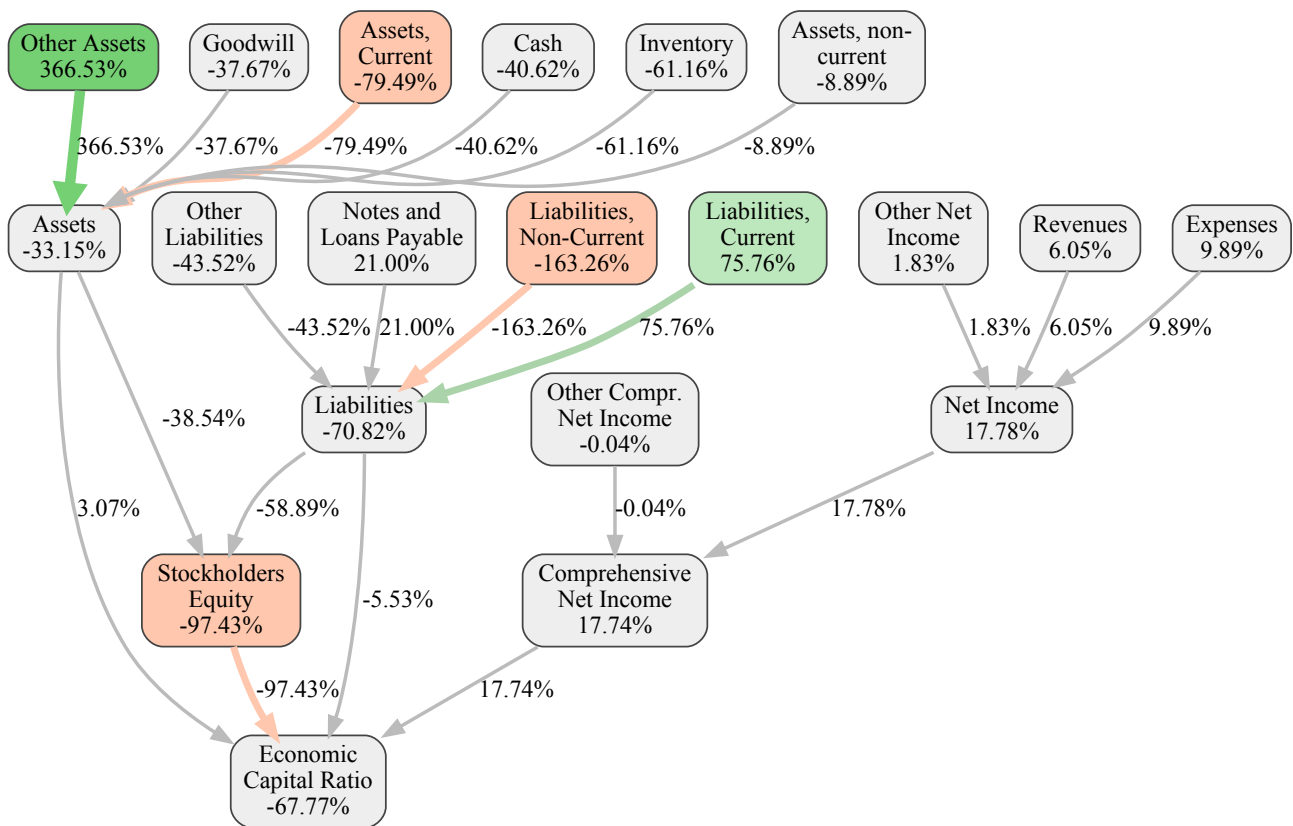 Other Assets
366.53%
Goodwill
-37.67%
Assets,
Current
-79.49%
Cash
-40.62%
Inventory
-61.16%
Assets, non-
current
-8.89%
366.53%
-37.67%
-79.49%
-40.62%
-61.16%
-8.89%
Assets
-33.15%
Other
Liabilities
-43.52%
Notes and
Loans Payable
21.00%
Liabilities,
Non-Current
-163.26%
Liabilities,
Current
75.76%
Other Net
Income
1.83%
Revenues
6.05%
Expenses
9.89%
-43.52%
21.00%
-163.26%
75.76%
1.83%
6.05%
9.89%
-38.54%
Liabilities
-70.82%
Other Compr.
Net Income
-0.04%
Net Income
17.78%
3.07%
-58.89%
-0.04%
17.78%
Stockholders
Equity
-97.43%
-5.53%
Comprehensive
Net Income
17.74%
-97.43%
17.74%
Economic
Capital Ratio
-67.77%